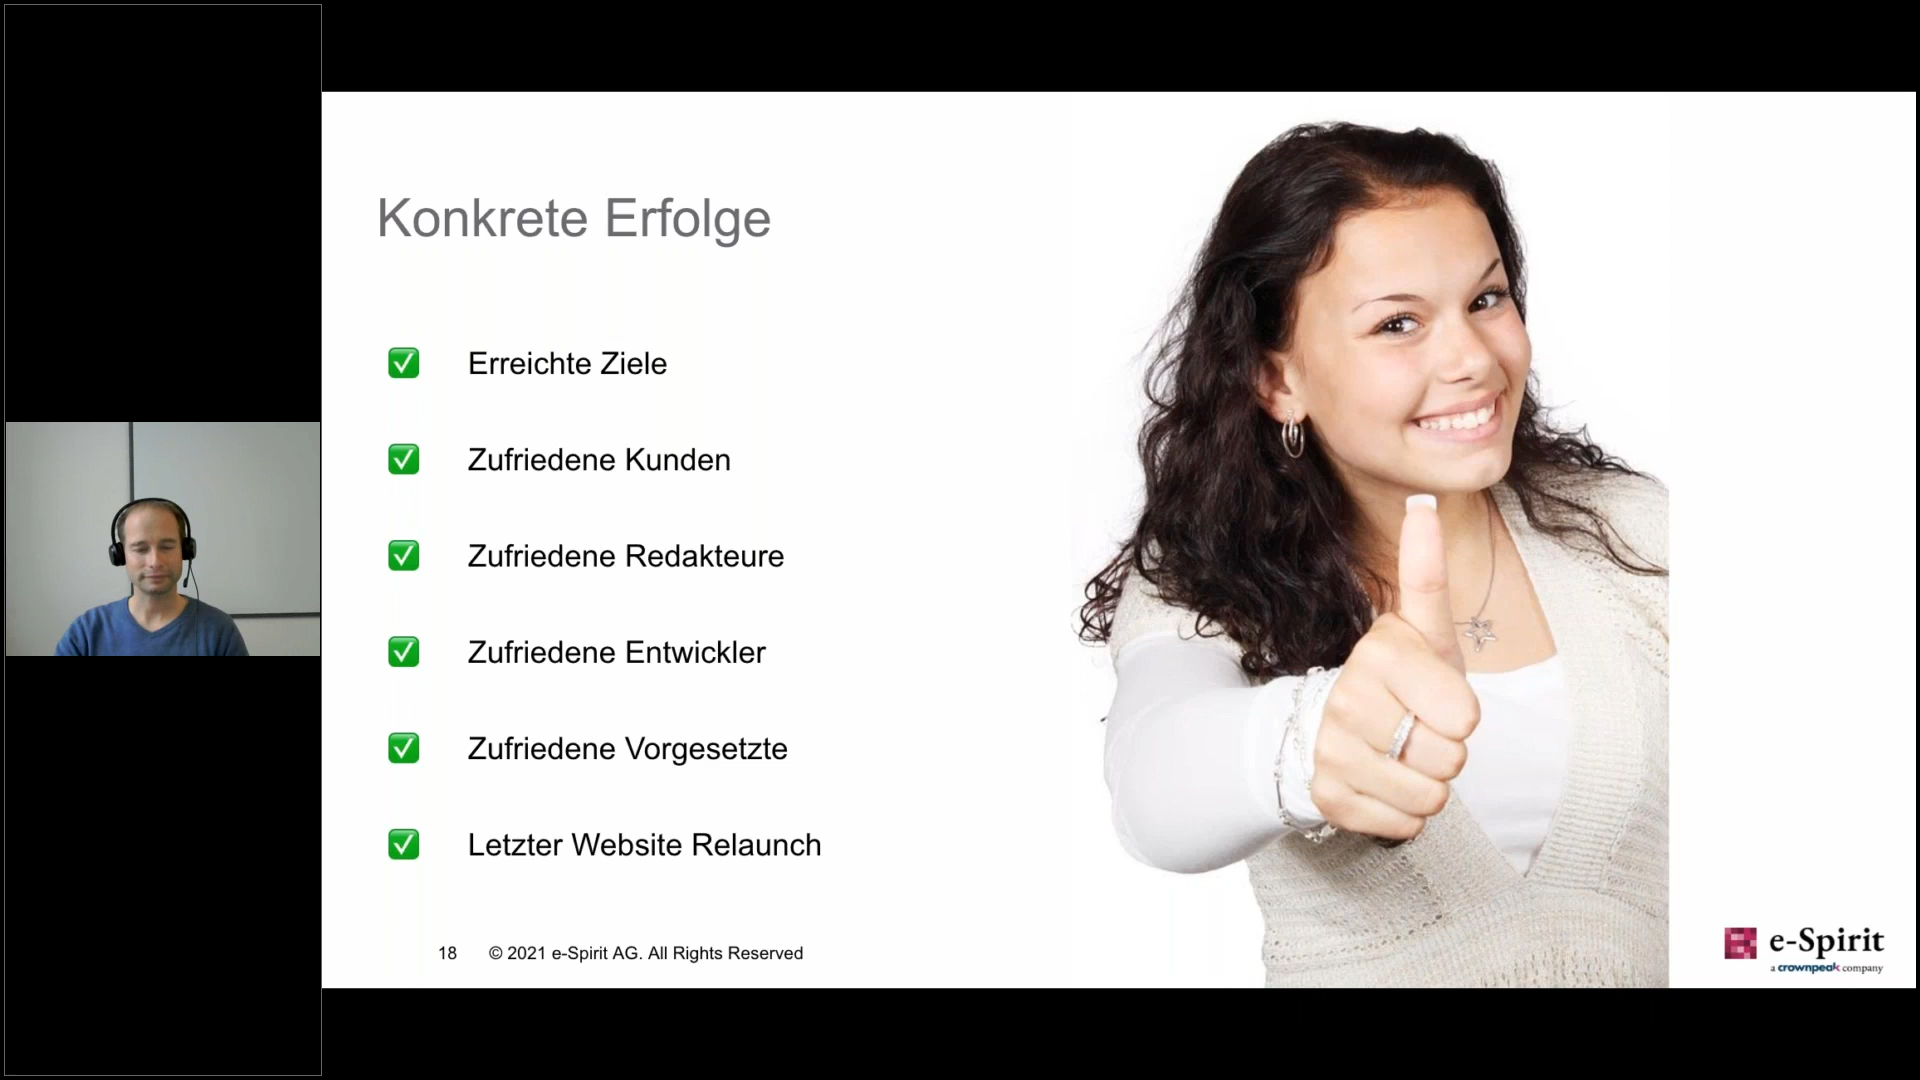 Konkrete Erfolge
Erreichte Ziele
Zufriedene Kunden
Zufriedene Redakteure
Zufriedene Entwickler
Zufriedene Vorgesetzte
Letzter Website Relaunch
18 © 2021 e-Spirit AG. All Rights Reserved
e-Spirit
a crownpeak company